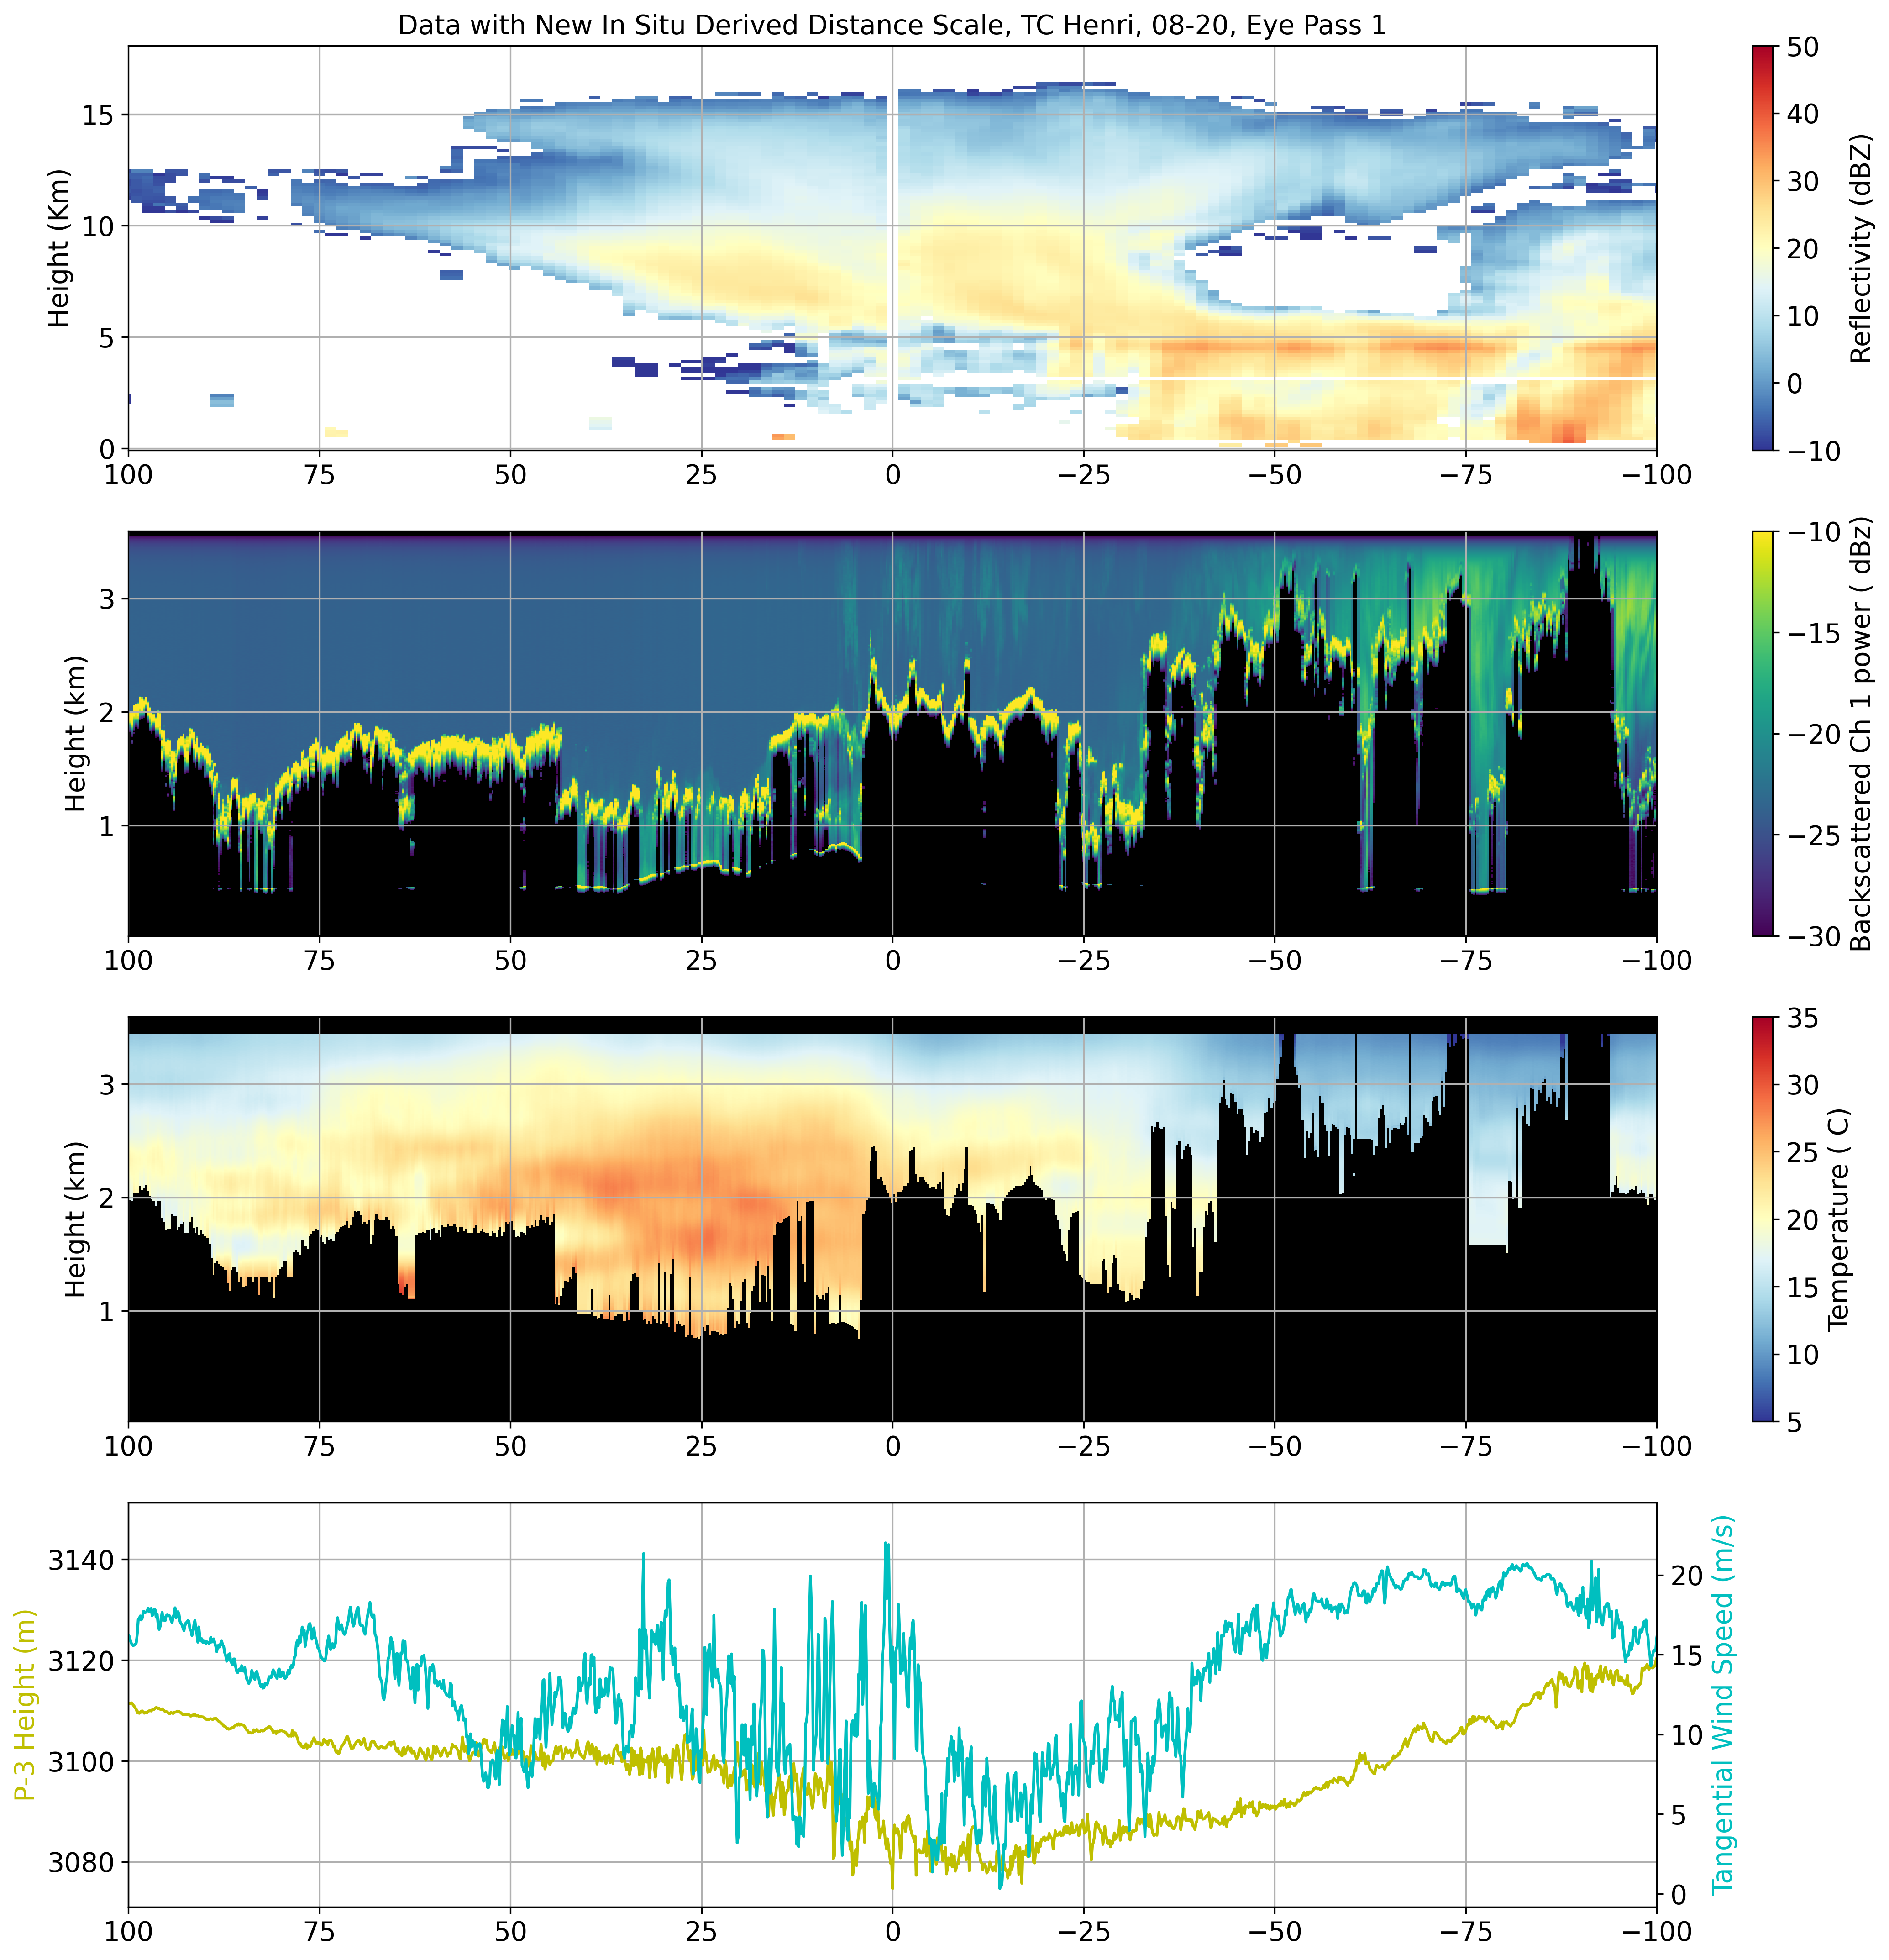 Data with New In Situ Derived Distance Scale, TC Henri, 08-20, Eye Pass 1
Height (Km)
15
10
5
0
100 75 50 25 0 −25 −50 −75 −100
50
40
30
20
10
0
−10
Reflectivity (dBZ)
Height (km)
3
2
1
100 75 50 25 0 −25 −50 −75 −100
−10
−15
−20
−25
−30
Backscattered Ch 1 power ( dBz)
Height (km)
3
2
1
100 75 50 25 0 −25 −50 −75 −100
35
30
25
20
15
10
5
Temperature ( C)
P-3 Height (m)
3140
3120
3100
3080
100 75 50 25 0 −25 −50 −75 −100
20
15
10
5
0
Tangential Wind Speed (m/s)